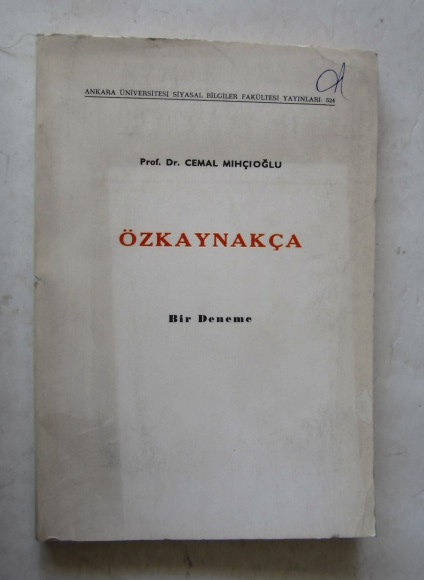 ANKARA ÜNİVERSİTESİ SİYASAL BİLGİLER FAKÜLTESİ YAYINLARI 524
Prof. Dr. CEMAL MIHÇIOĞLU
ÖZKAYNAKÇA
Bir Deneme